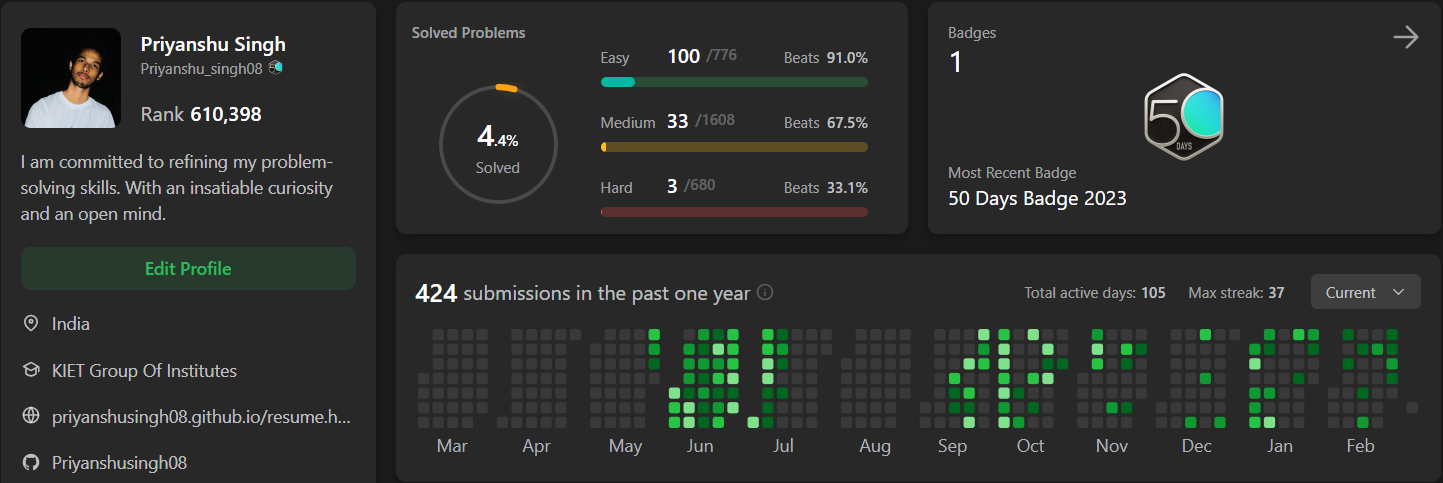 Priyanshu Singh
Priyanshu_singh08
Rank 610,398
I am committed to refining my problem-
solving skills. With an insatiable curiosity
and an open mind.
Edit Profile
India
KIET Group Of Institutes
priyanshusingh08.github.io/resume.h...
Priyanshusingh08
Solved Problems
4.4%
Solved
Easy 100 /776 Beats 91.0%
Medium 33 /1608 Beats 67.5%
Hard 3 /680 Beats 33.1%
Badges
1
50
DAYS
Most Recent Badge
50 Days Badge 2023
424 submissions in the past one year
Total active days: 105 Max streak: 37 Current
Mar Apr May Jun Jul Aug Sep Oct Nov Dec Jan Feb